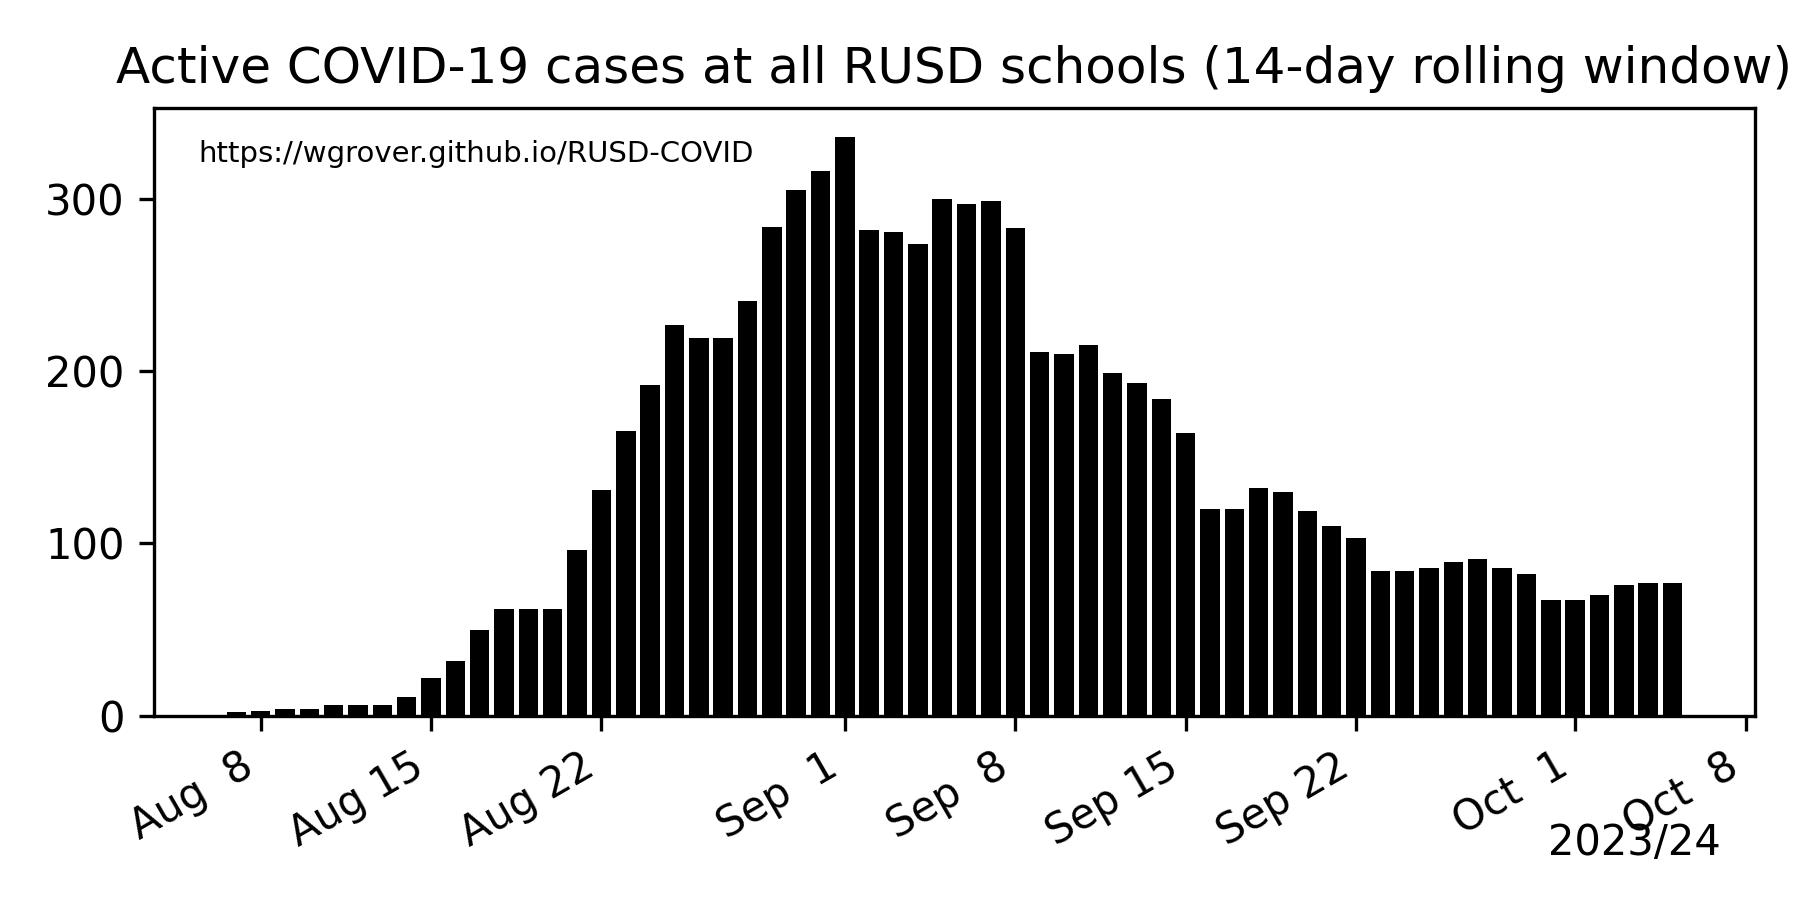 Active COVID-19 cases at all RUSD schools (14-day rolling window)
https://wgrover.github.io/RUSD-COVID
300
200
100
0
Aug 8
Aug 15
Aug 22
Sep 1
Sep 8
Sep 15
Sep 22
Oct 1
Oct 8
2023/24